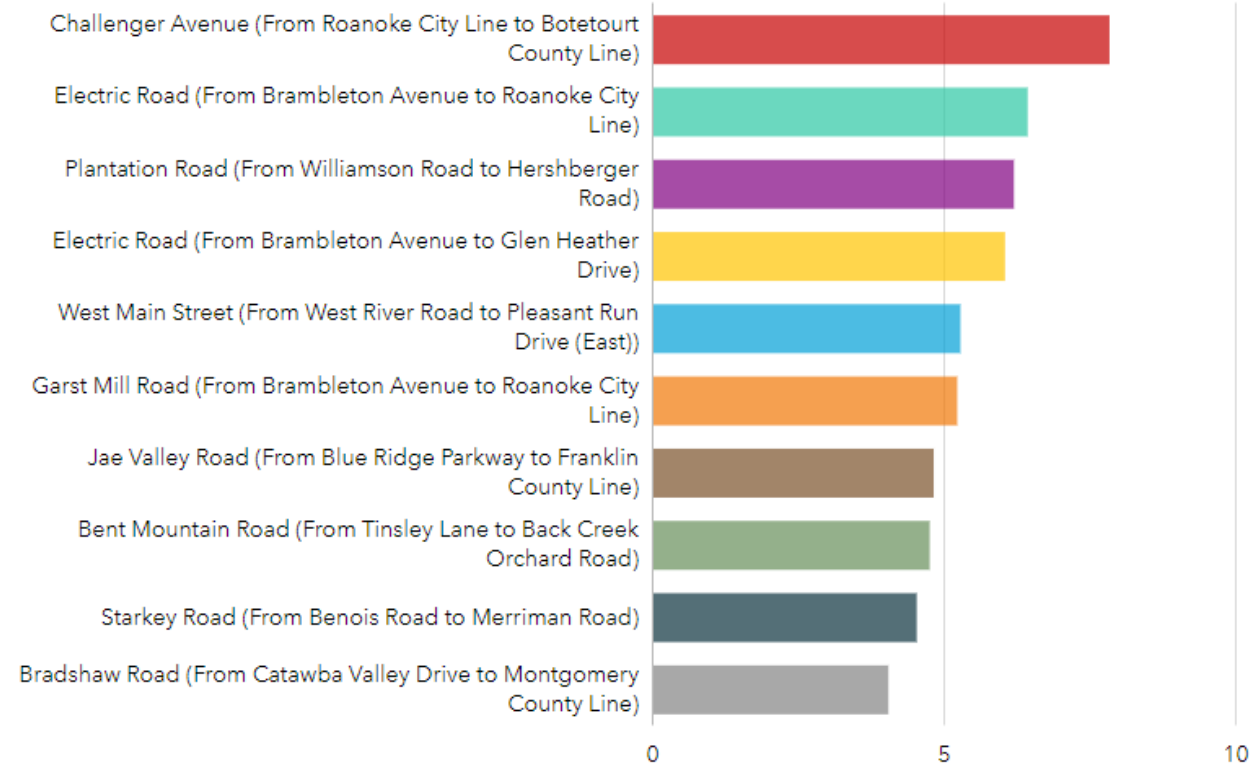 Challenger Avenue (From Roanoke City Line to Botetourt
County Line)
Electric Road (From Brambleton Avenue to Roanoke City
Line)
Plantation Road (From Williamson Road to Hershberger
Road)
Electric Road (From Brambleton Avenue to Glen Heather
Drive)
West Main Street (From West River Road to Pleasant Run
Drive (East))
Garst Mill Road (From Brambleton Avenue to Roanoke City
Line)
Jae Valley Road (From Blue Ridge Parkway to Franklin
County Line)
Bent Mountain Road (From Tinsley Lane to Back Creek
Orchard Road)
Starkey Road (From Benois Road to Merriman Road)
Bradshaw Road (From Catawba Valley Drive to Montgomery
County Line)
0 5 10